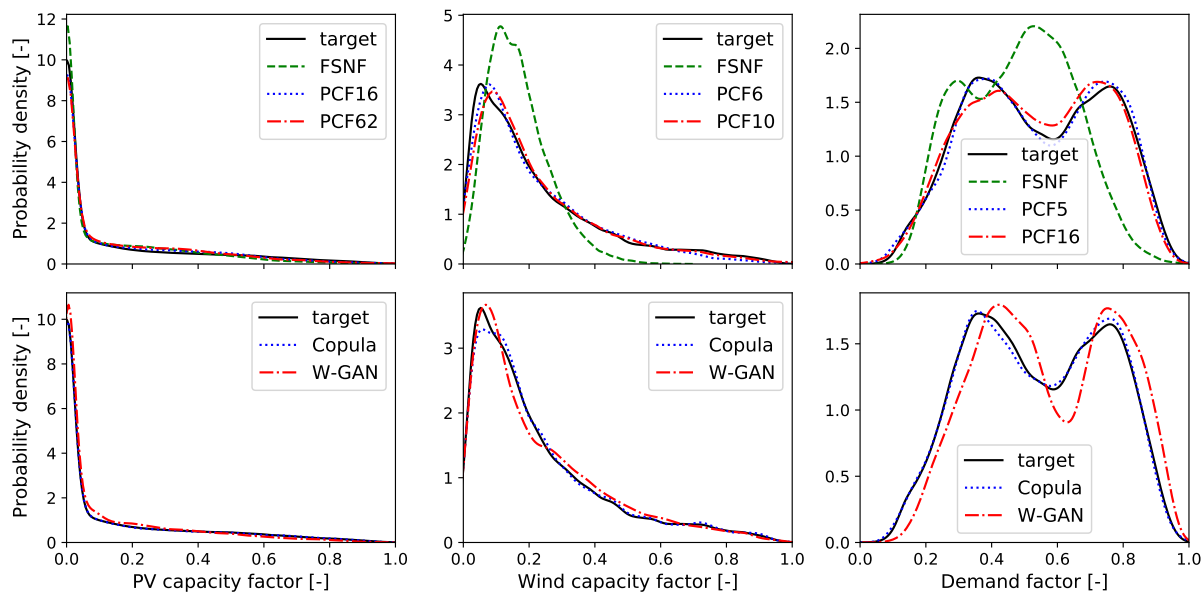 Probability density [-]
12
10
8
6
4
2
0
target
FSNF
PCF16
PCF62
5
4
3
2
1
0
target
FSNF
PCF6
PCF10
2.0
1.5
1.0
0.5
0.0
target
FSNF
PCF5
PCF16
Probability density [-]
10
8
6
4
2
0
0.0 0.2 0.4 0.6 0.8 1.0
PV capacity factor [-]
target
Copula
W-GAN
3
2
1
0
0.0 0.2 0.4 0.6 0.8 1.0
Wind capacity factor [-]
target
Copula
W-GAN
1.5
1.0
0.5
0.0
0.0 0.2 0.4 0.6 0.8 1.0
Demand factor [-]
target
Copula
W-GAN